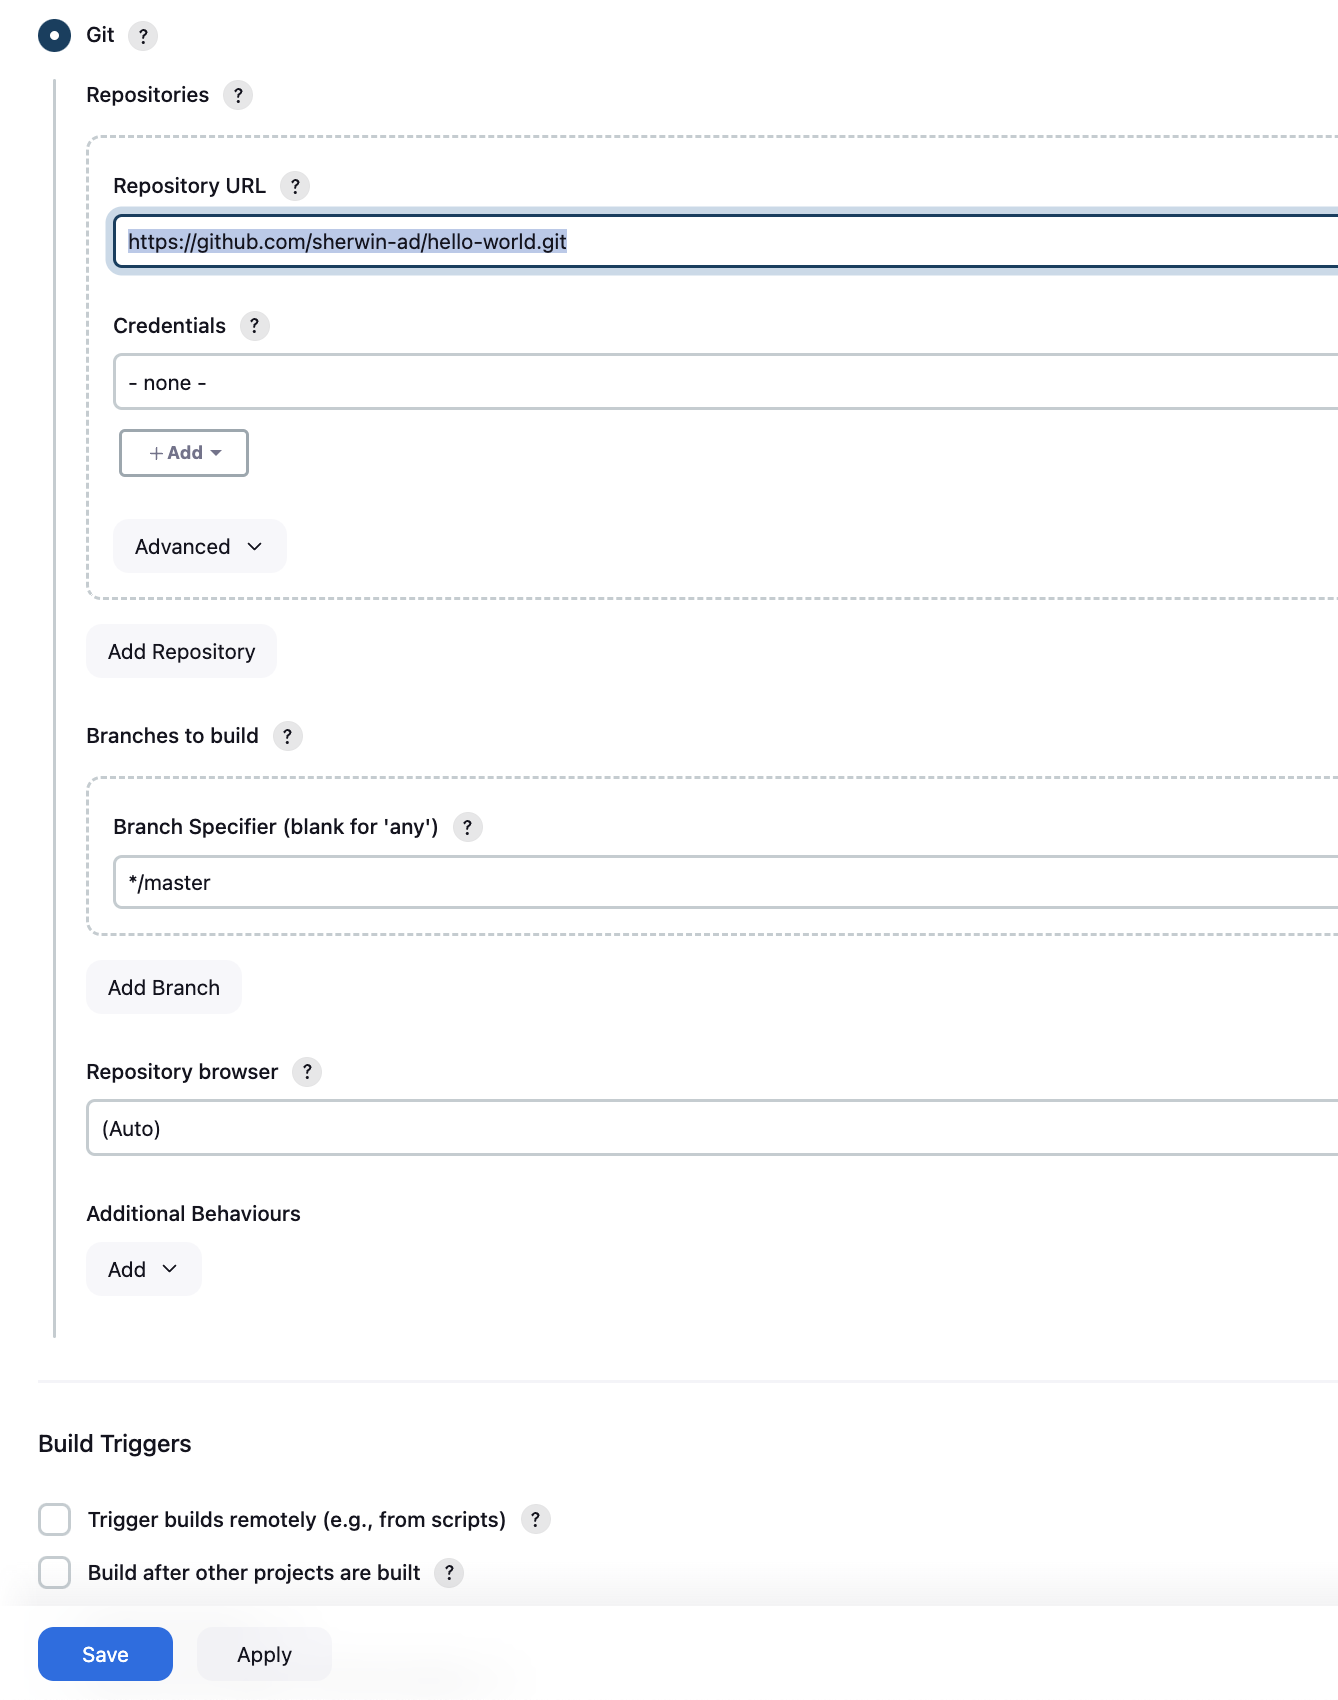 Git ?
Repositories ?
Repository URL ?
https://github.com/sherwin-ad/hello-world.git
Credentials ?
- none -
+ Add
Advanced
Add Repository
Branches to build ?
Branch Specifier (blank for 'any') ?
*/master
Add Branch
Repository browser ?
(Auto)
Additional Behaviours
Add
Build Triggers
Trigger builds remotely (e.g., from scripts) ?
Build after other projects are built ?
Save Apply